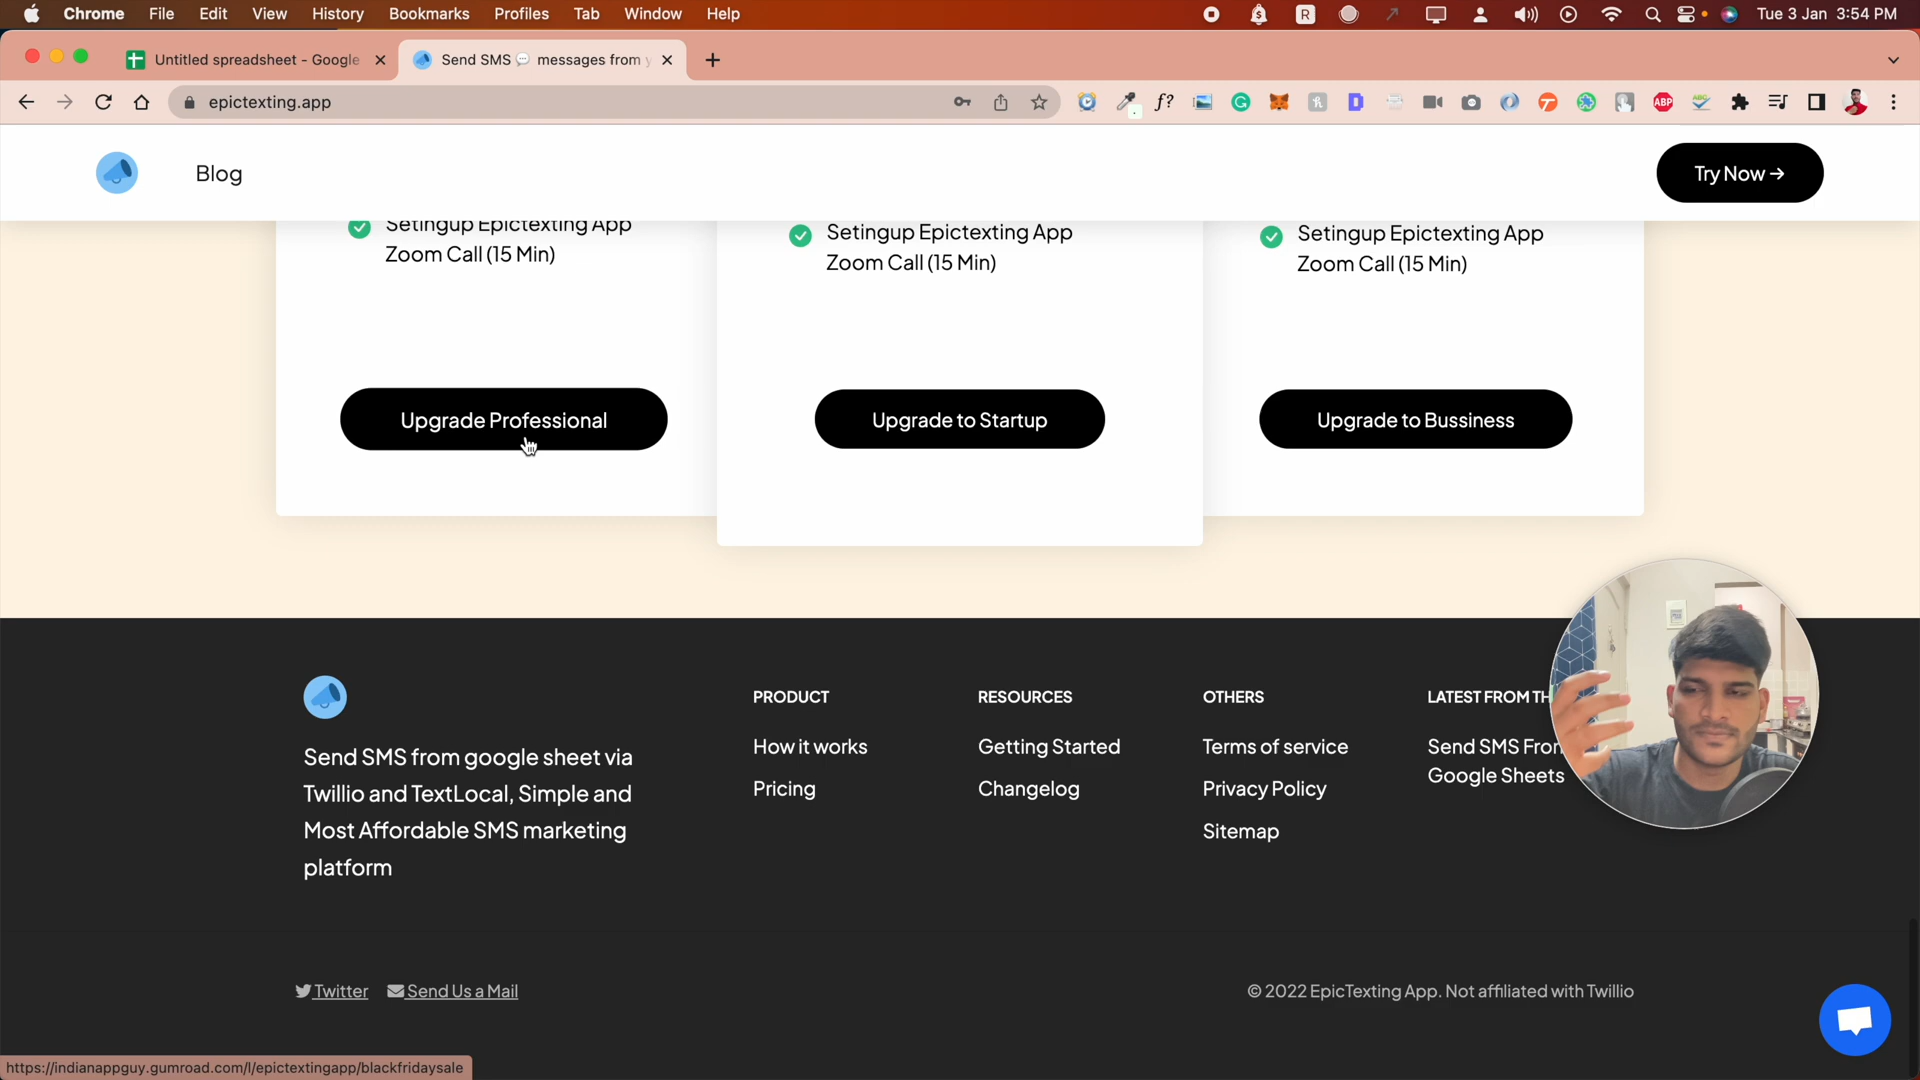 Chrome File Edit View History Bookmarks Profiles Tab Window Help Tue 3 Jan 3:54 PM
Untitled spreadsheet - Google
Send SMS messages from
epictexting.app
Blog
Try Now →
Setingup Epictexting App
Zoom Call (15 Min)
Setingup Epictexting App
Zoom Call (15 Min)
Setingup Epictexting App
Zoom Call (15 Min)
Upgrade Professional
Upgrade to Startup
Upgrade to Bussiness
Send SMS from google sheet via
Twillio and TextLocal, Simple and
Most Affordable SMS marketing
platform
PRODUCT
How it works
Pricing
RESOURCES
Getting Started
Changelog
OTHERS
Terms of service
Privacy Policy
Sitemap
LATEST FROM TH
Send SMS From
Google Sheets
Twitter Send Us a Mail
© 2022 EpicTexting App. Not affiliated with Twillio
https://indianappguy.gumroad.com/l/epictextingapp/blackfridaysale